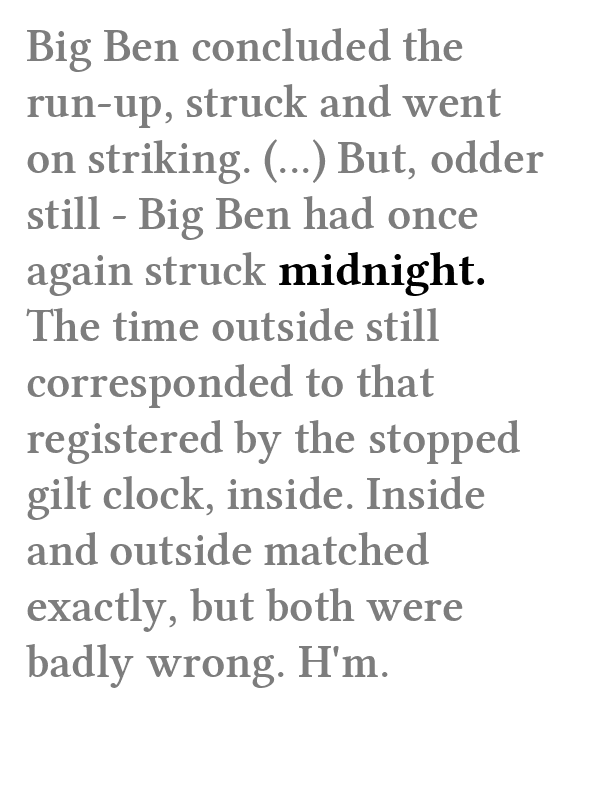 Big Ben concluded the
run-up, struck and went
on striking. (...) But, odder
still - Big Ben had once
again struck midnight.
The time outside still
corresponded to that
registered by the stopped
gilt clock, inside. Inside
and outside matched
exactly, but both were
badly wrong. H'm.